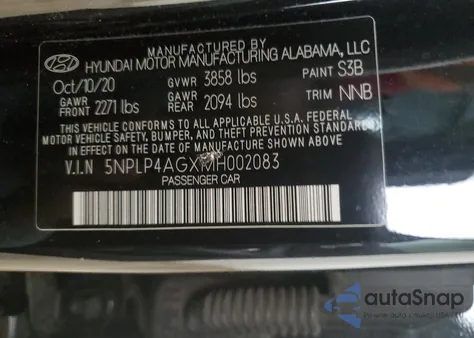 MANUFACTURED BY
HYUNDAI MOTOR MANUFACTURING ALABAMA, LLC
Oct/10/20 GVWR 3858 lbs PAINT S3B
GAWR FRONT 2271 lbs GAWR REAR 2094 lbs TRIM NNB
THIS VEHICLE CONFORMS TO ALL APPLICABLE FEDERAL
MOTOR VEHICLE SAFETY, BUMPER, AND THEFT PREVENTION STANDARDS
IN EFFECT ON THE DATE OF MANUFACTURE SHOWN ABOVE.
V.I.N 5NPLP4AGXMH002083
PASSENGER CAR
autoSnap